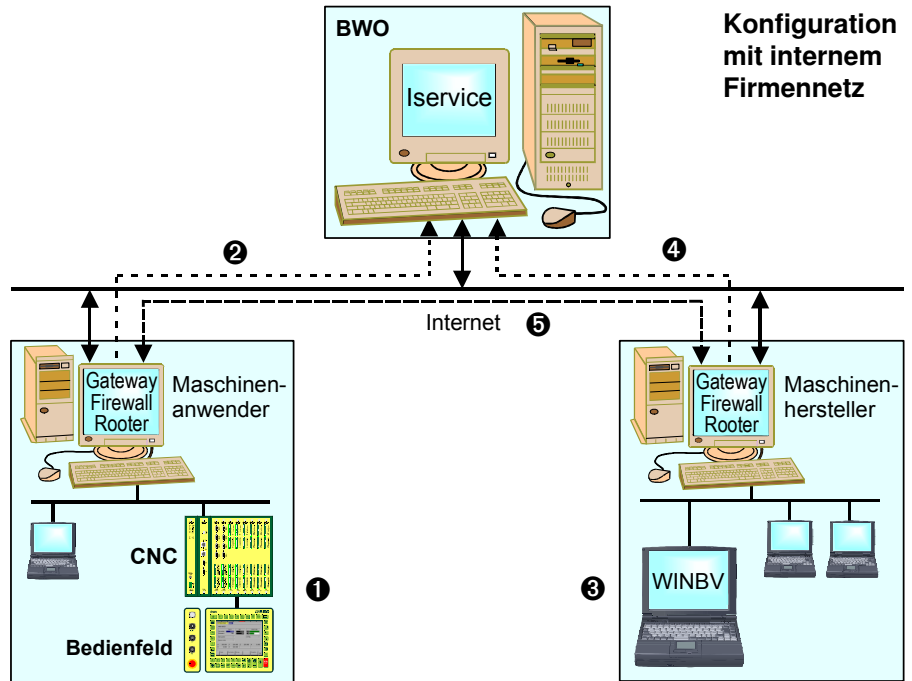 BWO
Iservice
Konfiguration
mit internem
Firmennetz
❷
❹
Internet
❺
Gateway
Firewall
Rooter
Maschinen-
anwender
Gateway
Firewall
Rooter
Maschinen-
hersteller
CNC
❶
Bedienfeld
❸
WINBV